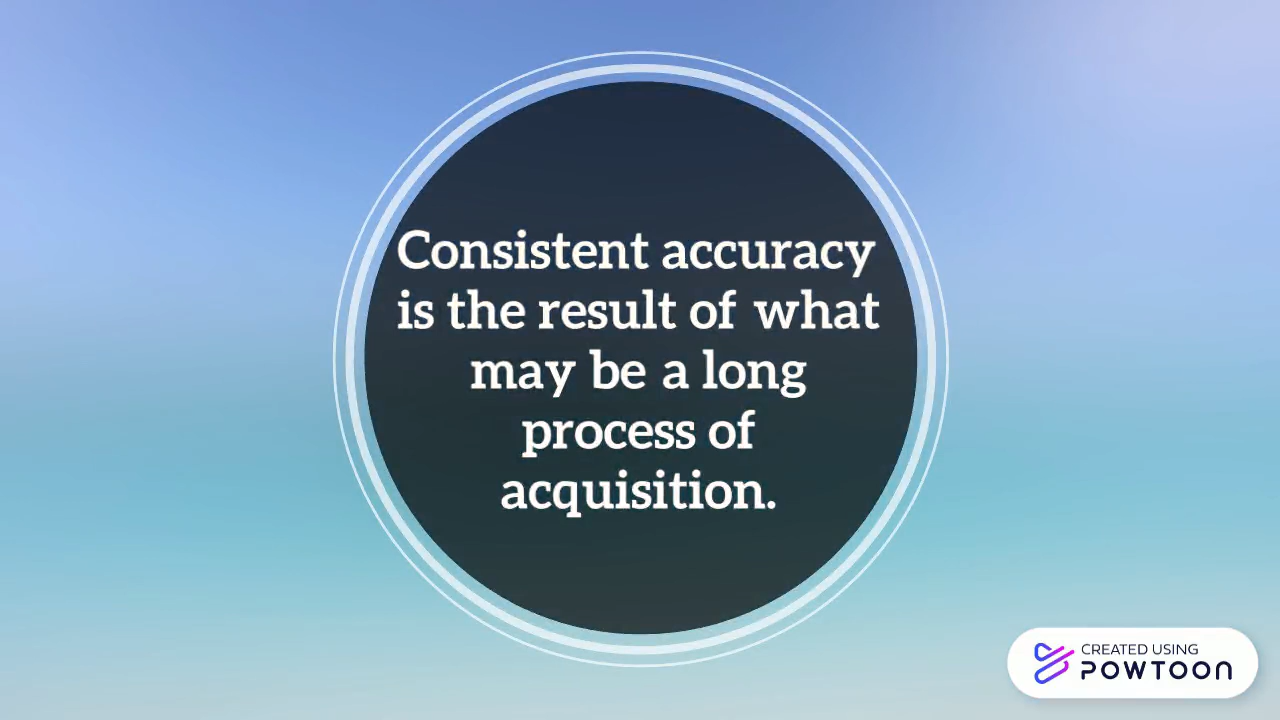 Consistent accuracy
is the result of what
may be a long
process of
acquisition.
CREATED USING
POWTOON